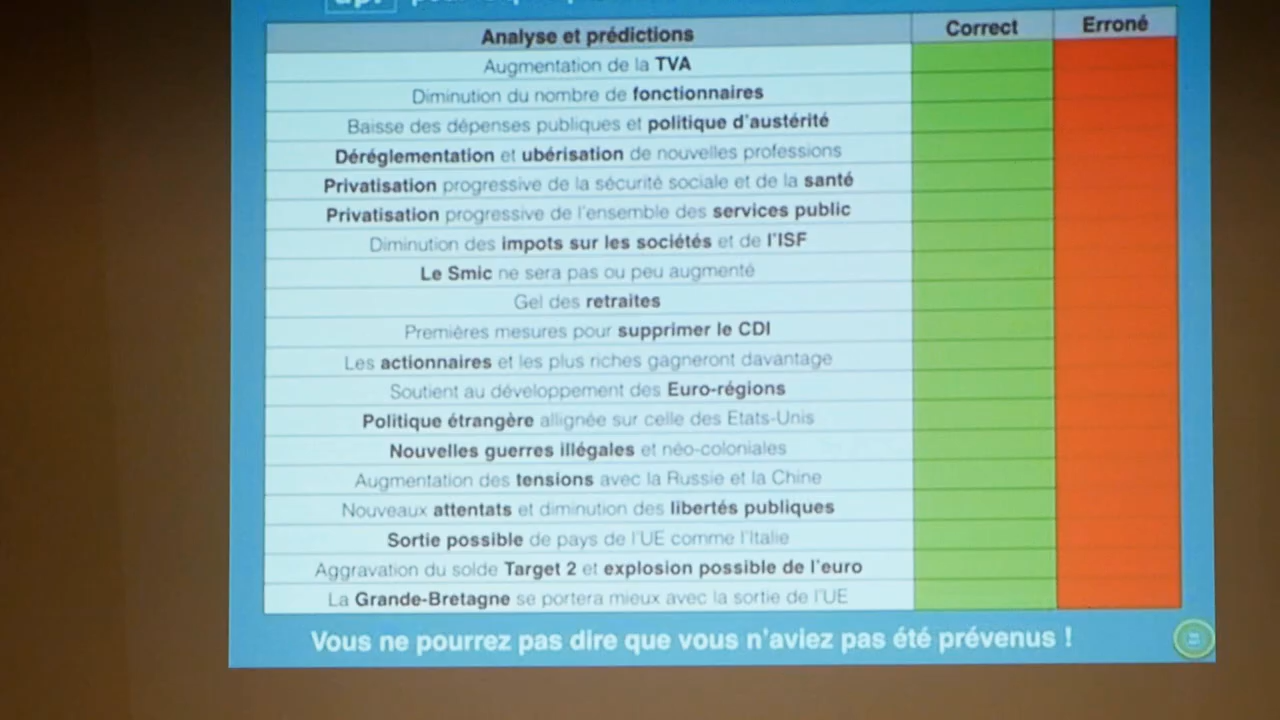 Analyse et prédictions Correct Erroné
Augmentation de la TVA
Diminution du nombre de fonctionnaires
Baisse des dépenses publiques et politique d'austérité
Déréglementation et ubérisation de nouvelles professions
Privatisation progressive de la sécurité sociale et de la santé
Privatisation progressive de l'ensemble des services public
Diminution des impots sur les sociétés et de l'ISF
Le Smic ne sera pas ou peu augmenté
Gel des retraites
Premières mesures pour supprimer le CDI
Les actionnaires et les plus riches gagneront davantage
Soutient au développement des Euro-régions
Politique étrangère allignée sur celle des Etats-Unis
Nouvelles guerres illégales et néo-coloniales
Augmentation des tensions avec la Russie et la Chine
Nouveaux attentats et diminution des libertés publiques
Sortie possible de pays de l'UE comme l'Italie
Aggravation du solde Target 2 et explosion possible de l'euro
La Grande-Bretagne se portera mieux avec la sortie de l'UE
Vous ne pourrez pas dire que vous n'aviez pas été prévenus !